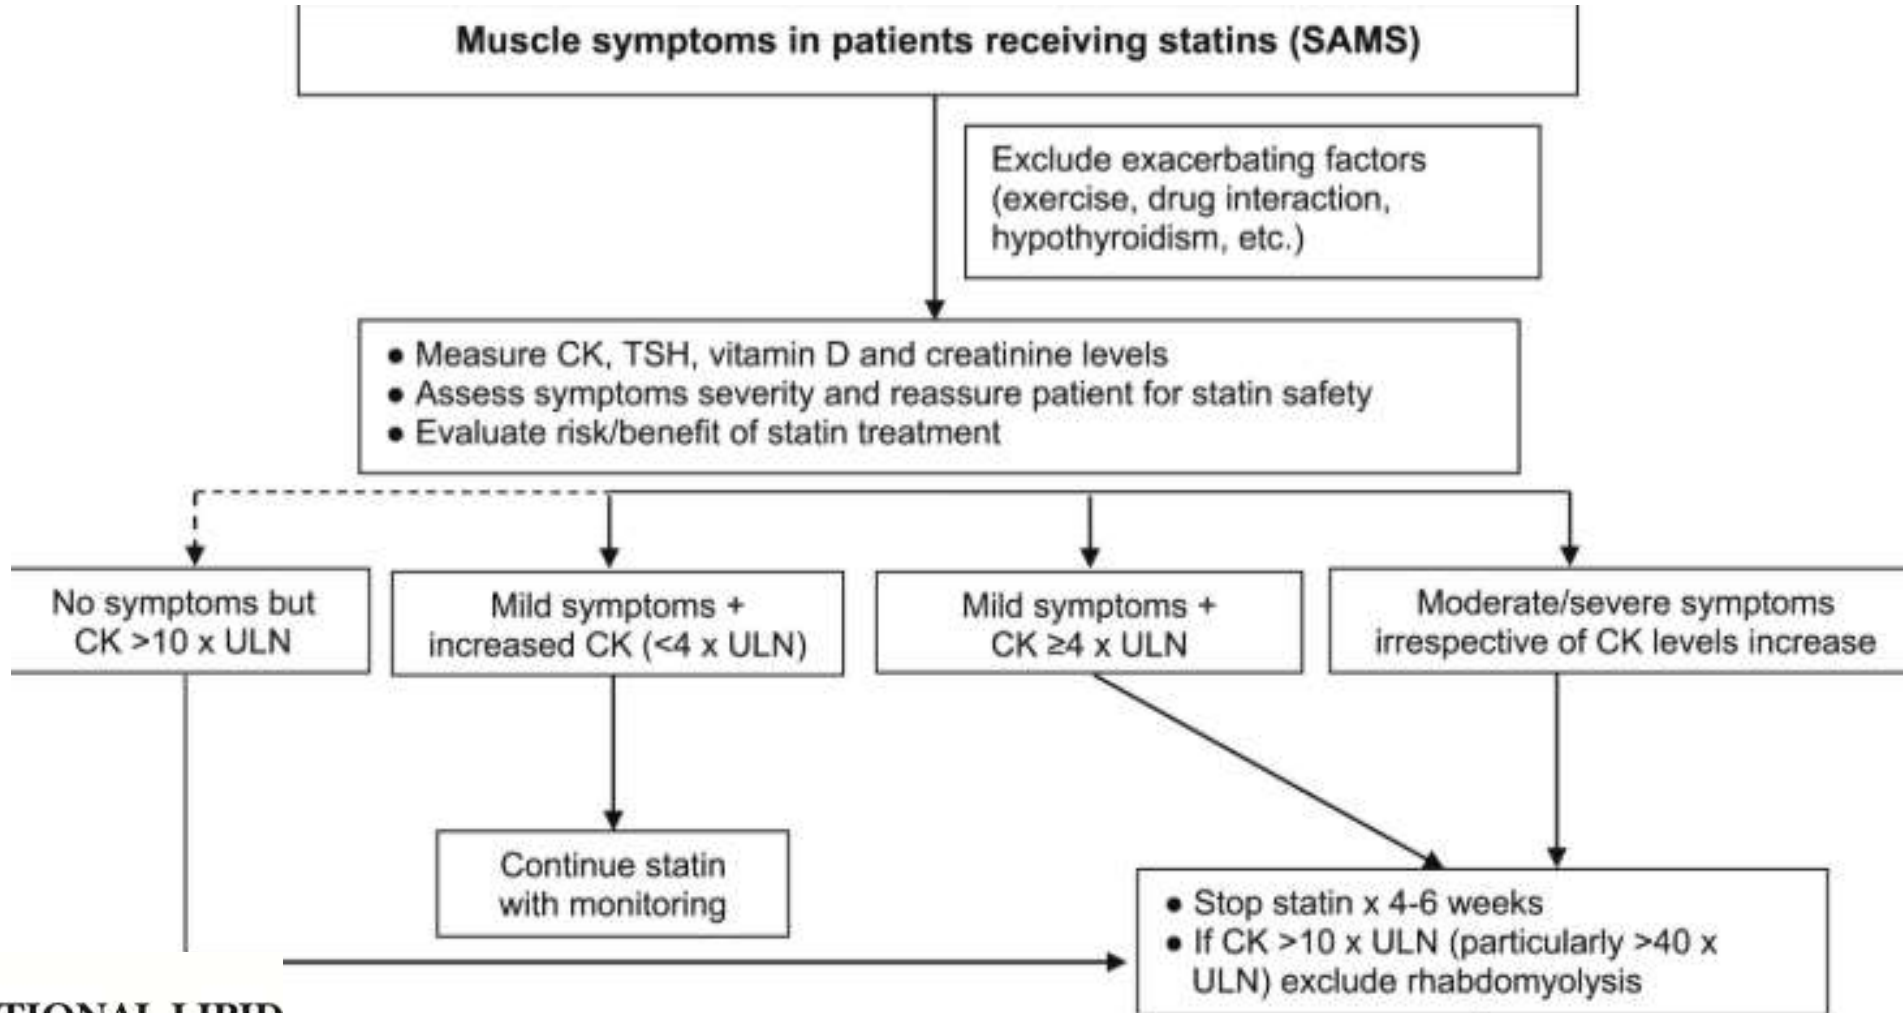 Muscle symptoms in patients receiving statins (SAMS)
Exclude exacerbating factors
(exercise, drug interaction,
hypothyroidism, etc.)
● Measure CK, TSH, vitamin D and creatinine levels
● Assess symptoms severity and reassure patient for statin safety
● Evaluate risk/benefit of statin treatment
No symptoms but
CK >10 x ULN
Mild symptoms +
increased CK (<4 x ULN)
Mild symptoms +
CK ≥4 x ULN
Moderate/severe symptoms
irrespective of CK levels increase
Continue statin
with monitoring
● Stop statin x 4-6 weeks
● If CK >10 x ULN (particularly >40 x
ULN) exclude rhabdomyolysis